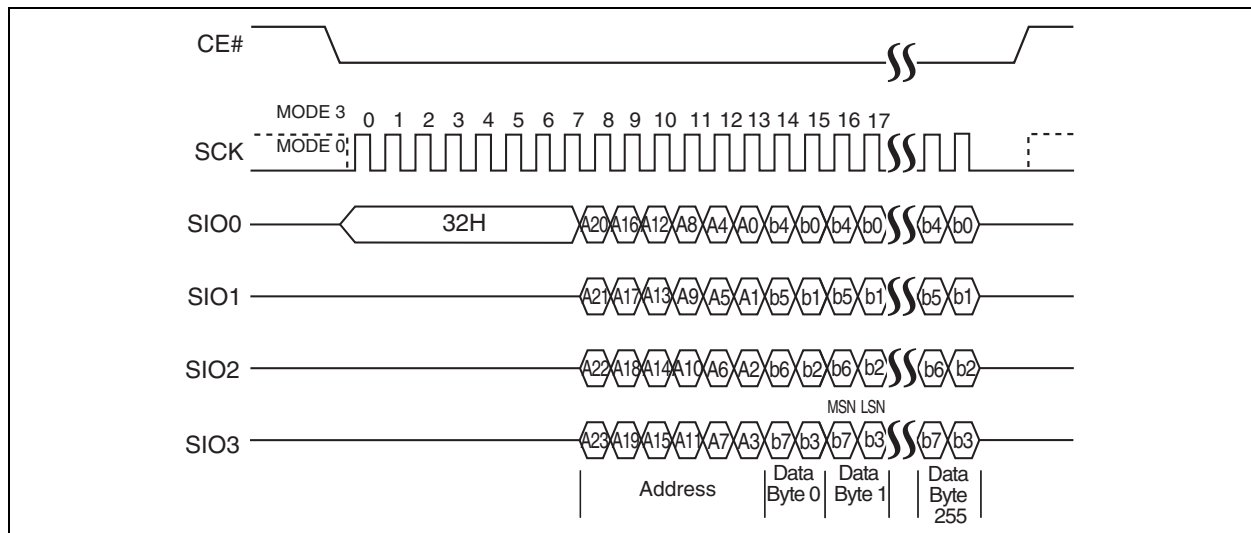 CE#
MODE 3
0 1 2 3 4 5 6 7 8 9 10 11 12 13 14 15 16 17
SCK
MODE 0
SIO0
32H
A20 A16 A12 A8 A4 A0 b4 b0 b4 b0 b4 b0
SIO1
A21 A17 A13 A9 A5 A1 b5 b1 b5 b1 b5 b1
SIO2
A22 A18 A14 A10 A6 A2 b6 b2 b6 b2 b6 b2
MSN LSN
SIO3
A23 A19 A15 A11 A7 A3 b7 b3 b7 b3 b7 b3
Address
Data
Byte 0
Data
Byte 1
Data
Byte
255